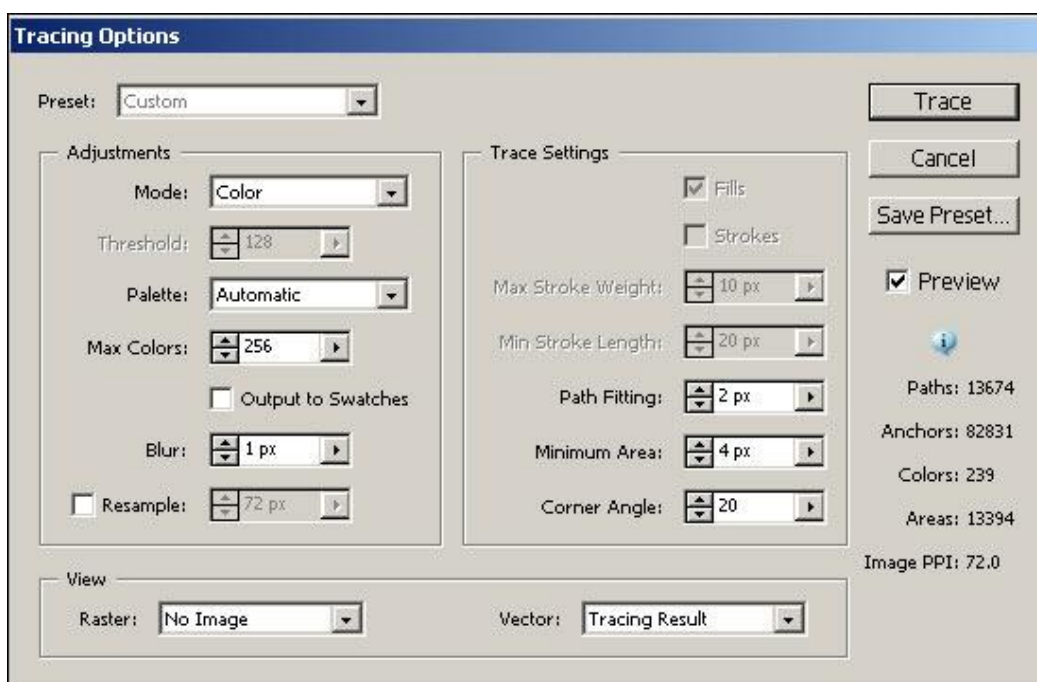 Tracing Options
Preset: Custom
Adjustments
Mode: Color
Threshold: 128
Palette: Automatic
Max Colors: 256
Output to Swatches
Blur: 1 px
Resample: 72 px
Trace Settings
Fills
Strokes
Max Stroke Weight: 10 px
Min Stroke Length: 20 px
Path Fitting: 2 px
Minimum Area: 4 px
Corner Angle: 20
View
Raster: No Image
Vector: Tracing Result
Trace
Cancel
Save Preset...
Preview
Paths: 13674
Anchors: 82831
Colors: 239
Areas: 13394
Image PPI: 72.0